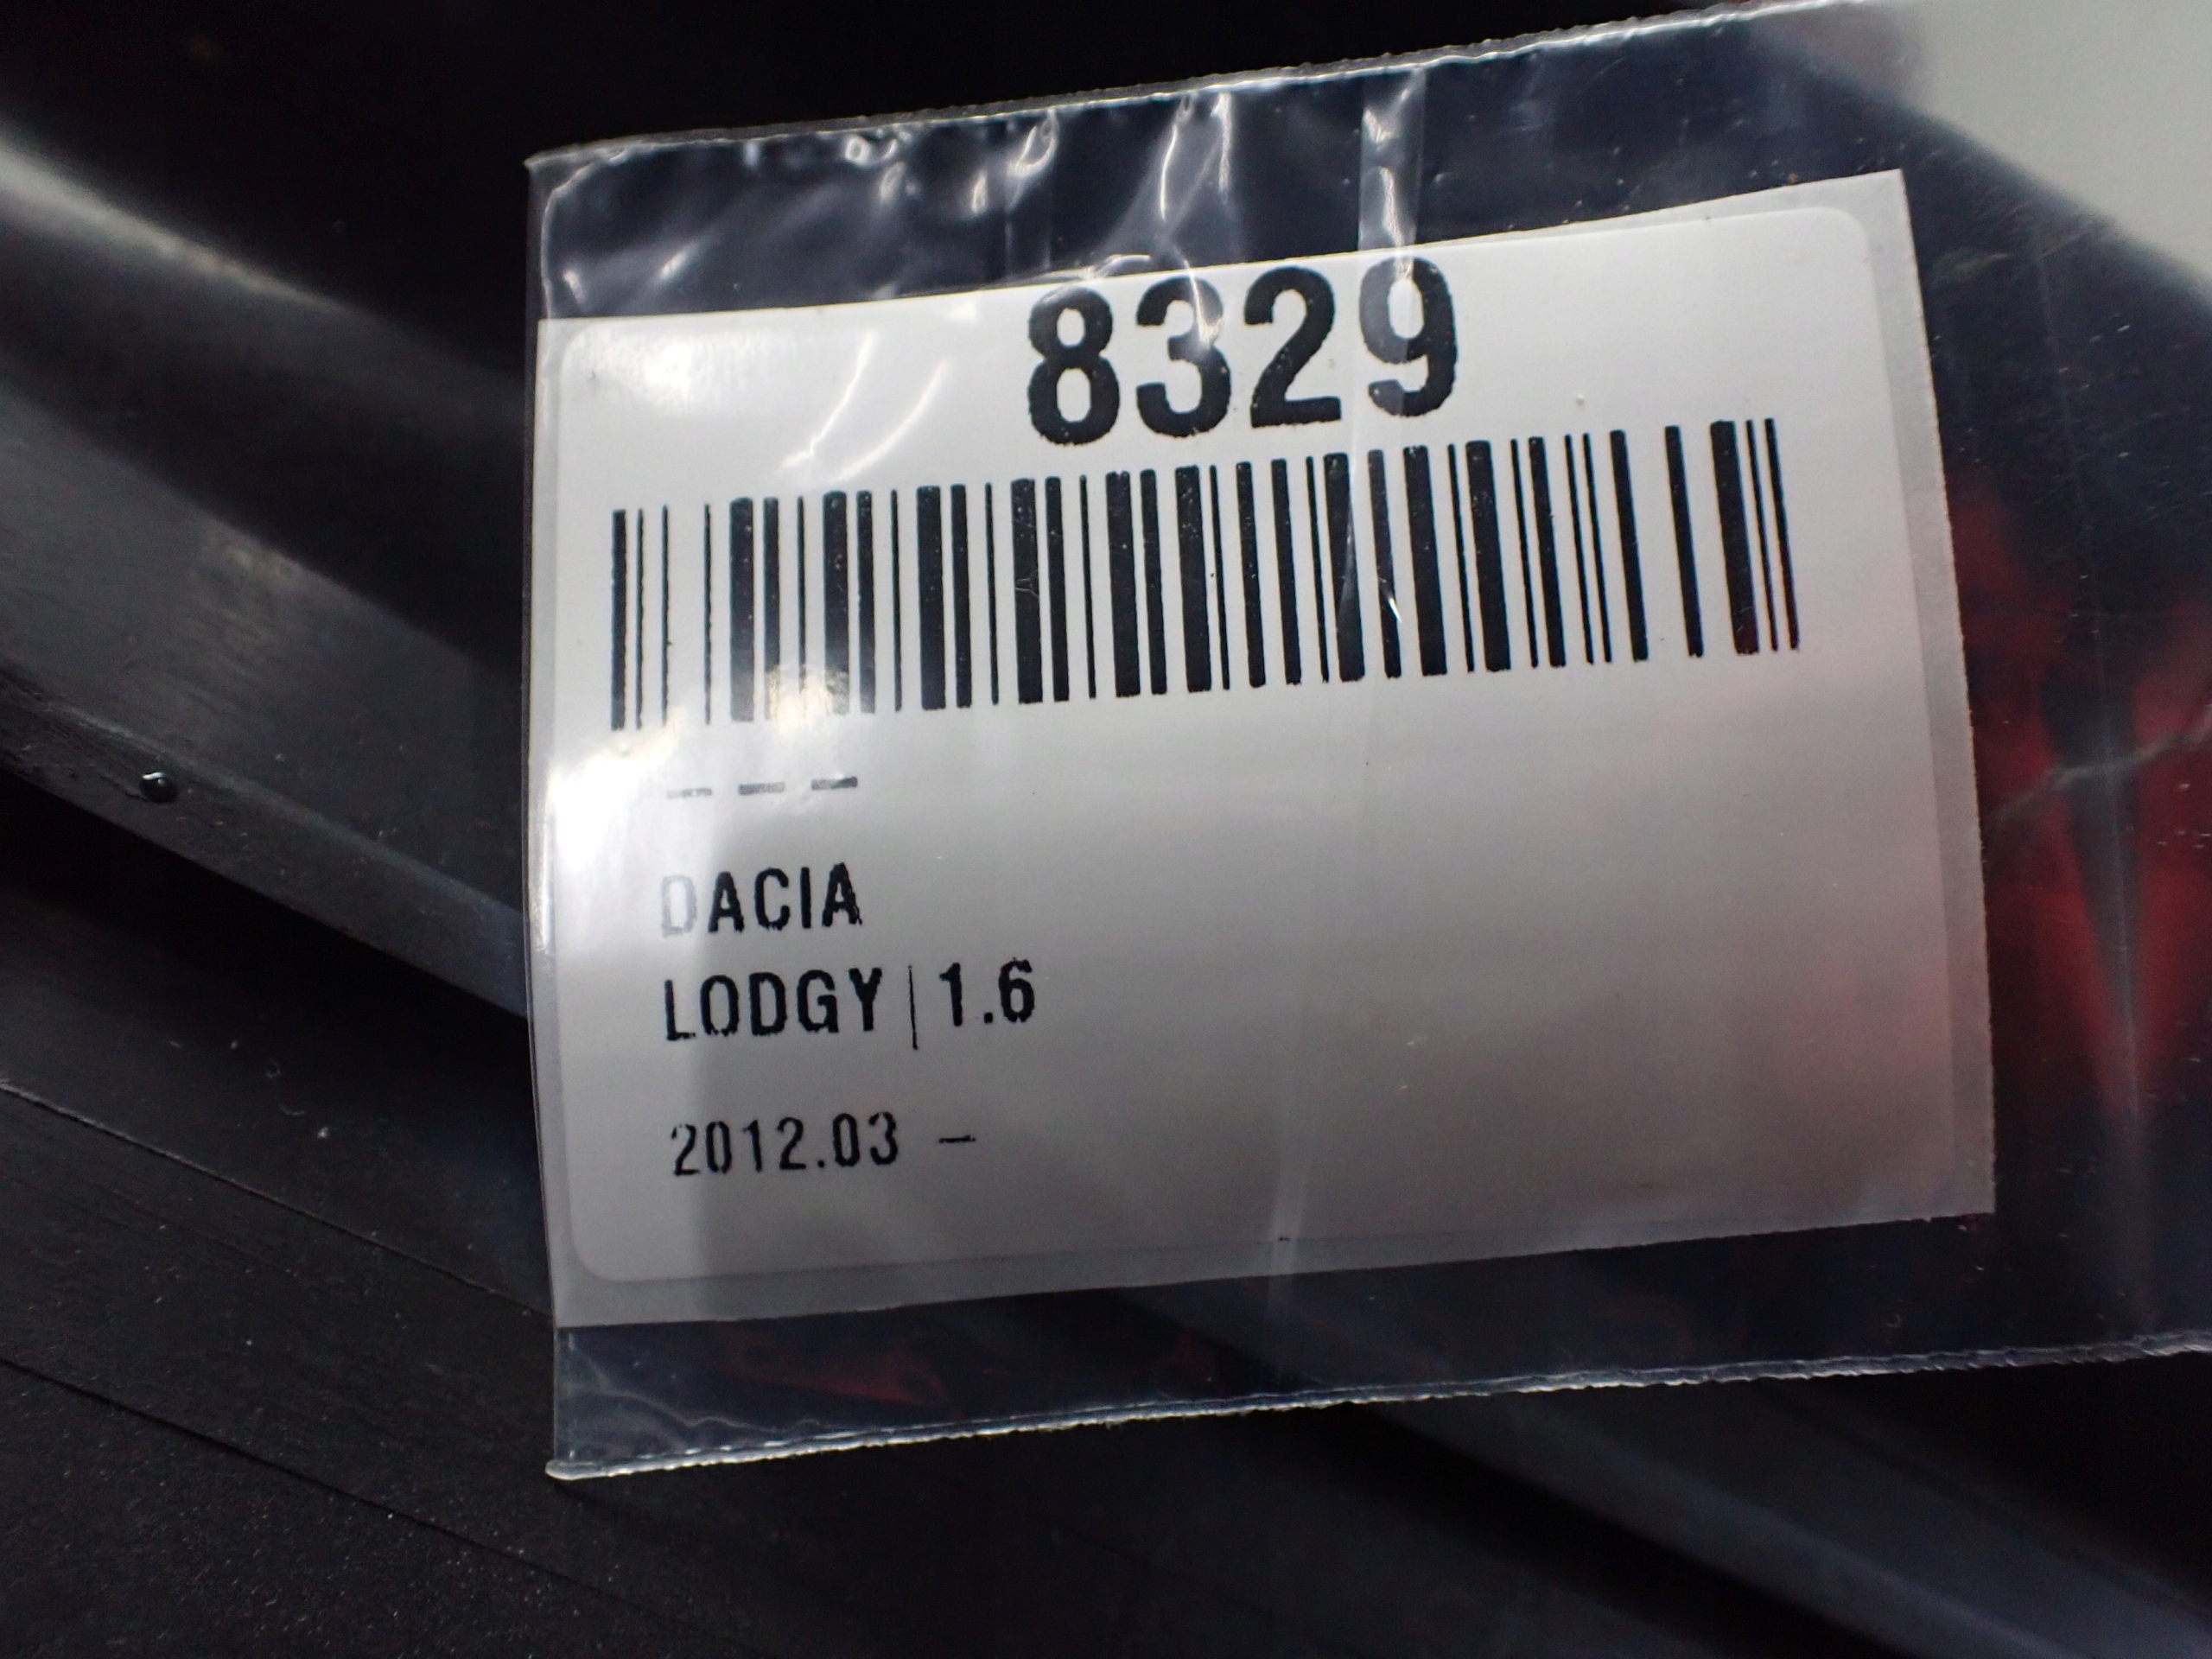 8329
---
DACIA
LODGY|1.6
2012.03 -